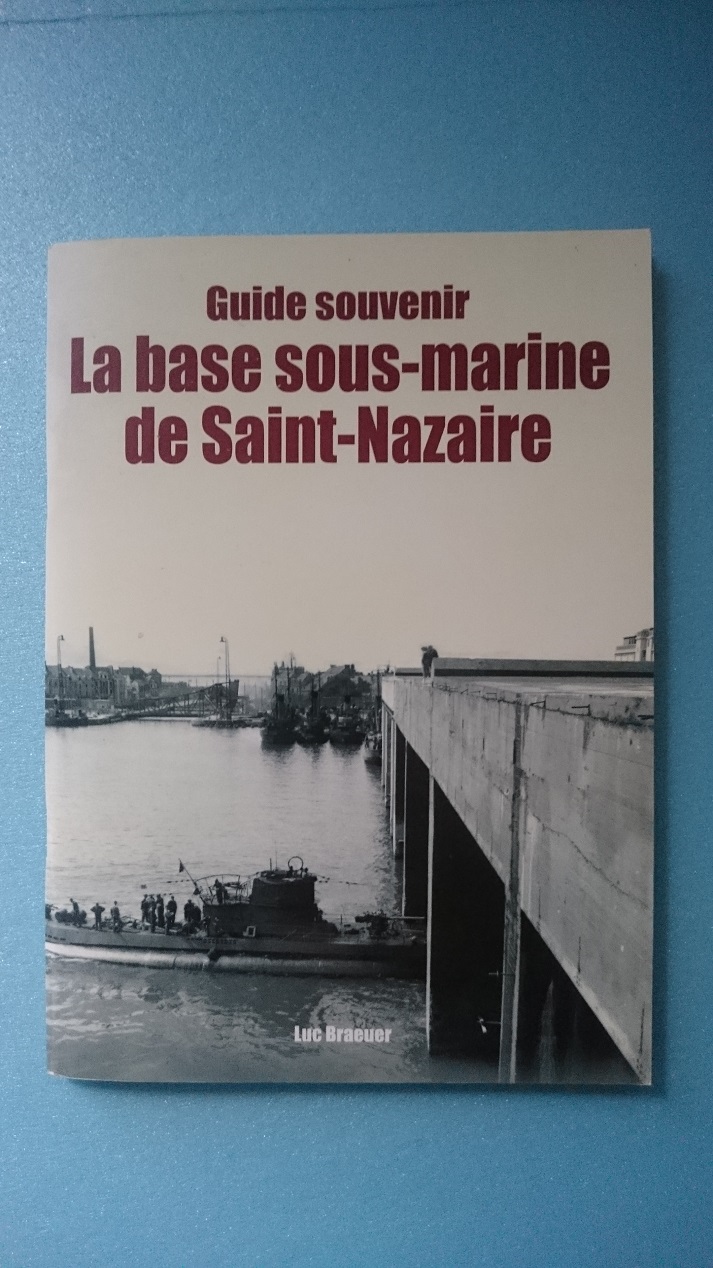 Guide souvenir
La base sous-marine
de Saint-Nazaire
Luc Braeuer